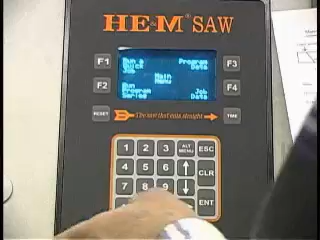 HE&M® SAW
F1
Run a Program
Quick Data
Job
F3
Main
Menu
F2
Run
Program Job
Series Data
F4
RESET
The saw that cuts straight
TIME
1 2 3 ALT MENU ESC
4 5 6 CLR
7 8 9
ENT